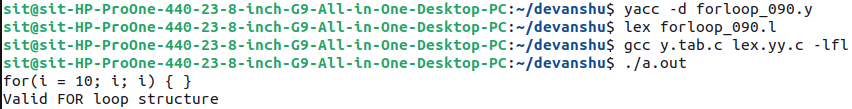 sit@sit-HP-ProOne-440-23-8-inch-G9-All-in-One-Desktop-PC:~/devanshu$ yacc -d forloop_090.y
sit@sit-HP-ProOne-440-23-8-inch-G9-All-in-One-Desktop-PC:~/devanshu$ lex forloop_090.l
sit@sit-HP-ProOne-440-23-8-inch-G9-All-in-One-Desktop-PC:~/devanshu$ gcc y.tab.c lex.yy.c -lfl
sit@sit-HP-ProOne-440-23-8-inch-G9-All-in-One-Desktop-PC:~/devanshu$ ./a.out
for(i = 10; i; i) { }
Valid FOR loop structure